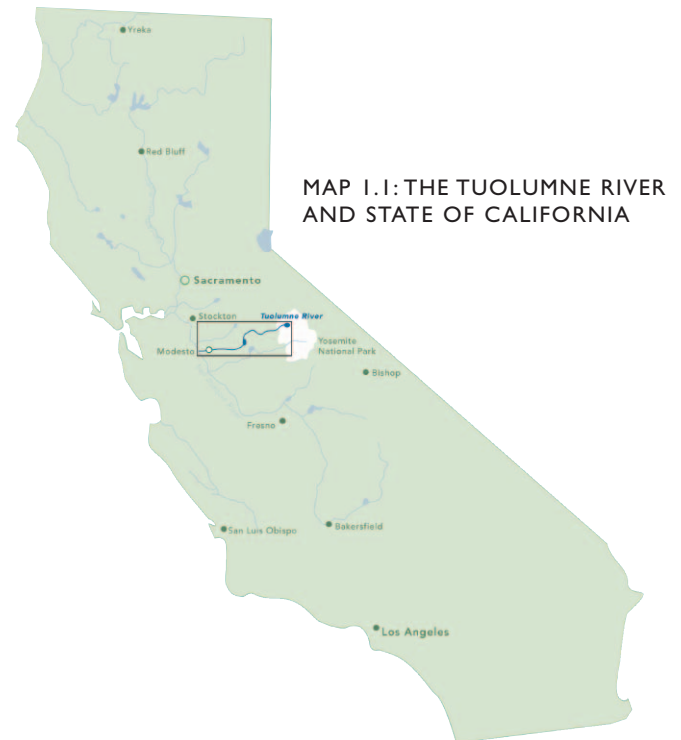 Yreka
Red Bluff
MAP 1.1: THE TUOLUMNE RIVER
AND STATE OF CALIFORNIA
Sacramento
Stockton
Tuolumne River
Modesto
Yosemite
National Park
Bishop
Fresno
San Luis Obispo
Bakersfield
Los Angeles